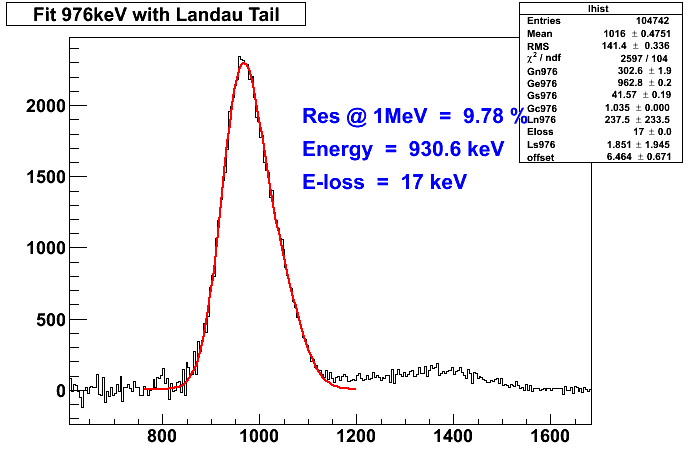 Fit 976keV with Landau Tail
lhist
Entries 104742
Mean 1016 ± 0.4751
RMS 141.4 ± 0.336
χ² / ndf 2597 / 104
Gn976 302.6 ± 1.9
Ge976 962.8 ± 0.2
Gs976 41.57 ± 0.19
Gc976 1.035 ± 0.000
Ln976 237.5 ± 233.5
Eloss 17 ± 0.0
Ls976 1.851 ± 1.945
offset 6.464 ± 0.671
Res @ 1MeV = 9.78 %
Energy = 930.6 keV
E-loss = 17 keV
2000
1500
1000
500
0
800 1000 1200 1400 1600